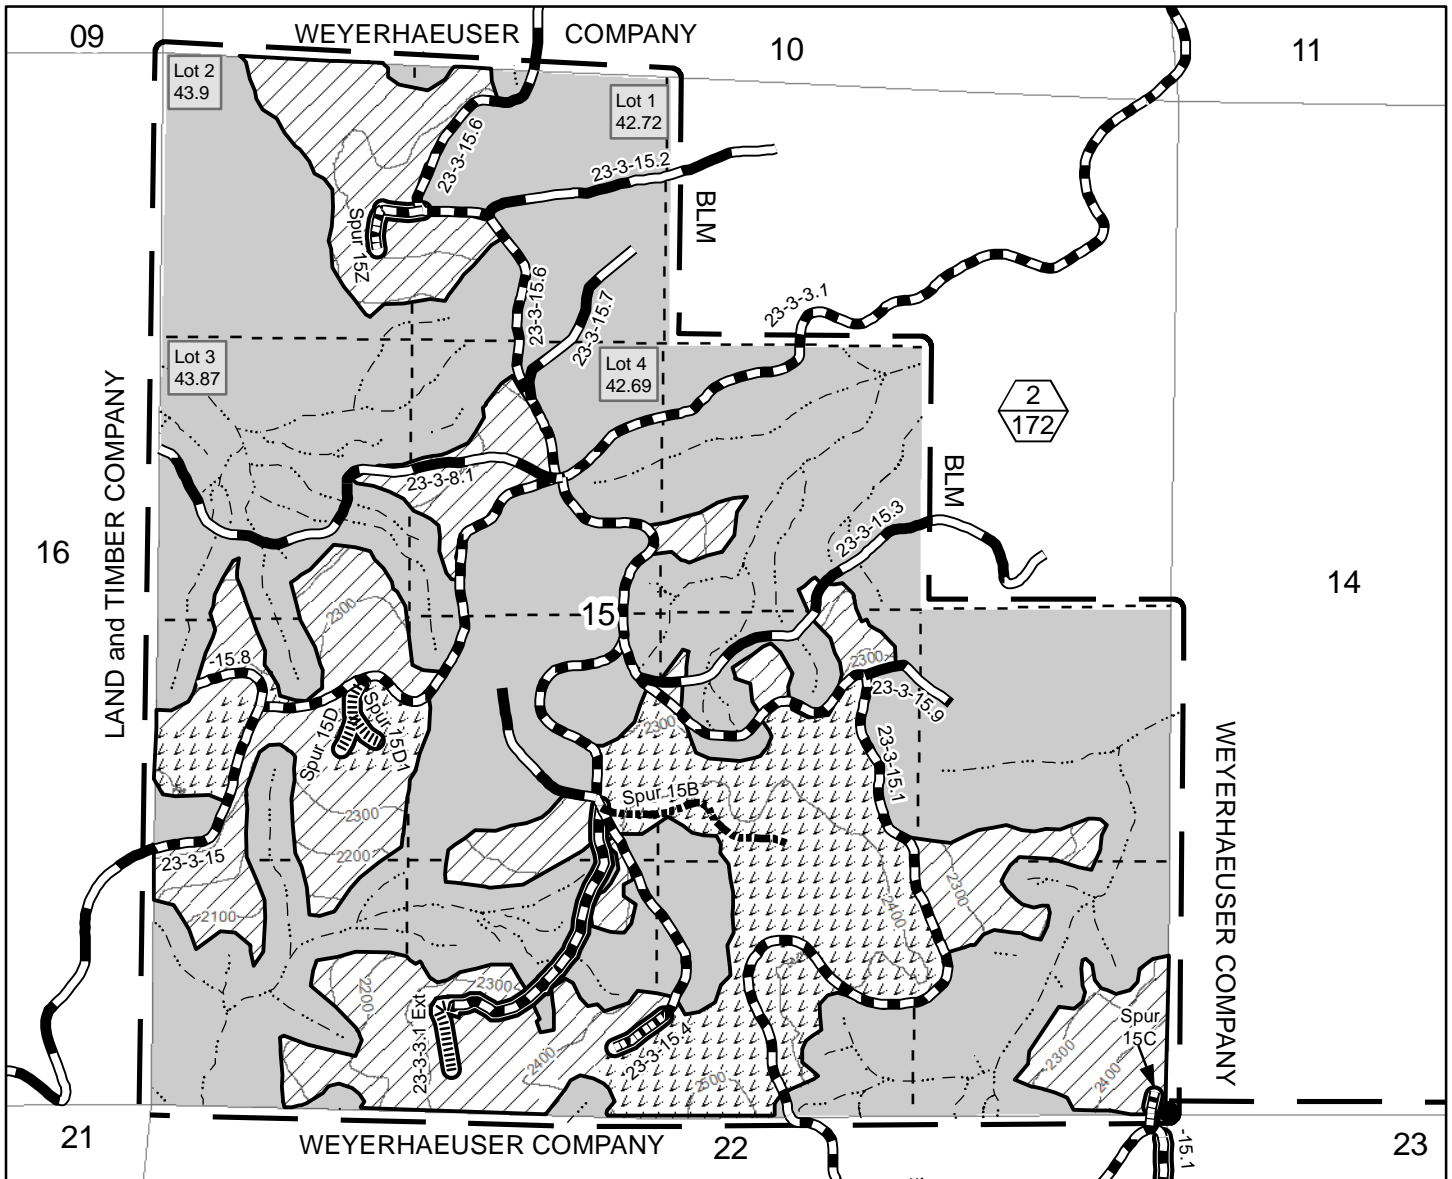 09
WEYERHAEUSER COMPANY
10
11
Lot 2
43.9
Lot 1
42.72
23-3-15.6
23-3-15.2
BLM
Spur 15Z
23-3-15.6
23-3-15.7
23-3-3.1
Lot 3
43.87
Lot 4
42.69
2
172
LAND and TIMBER COMPANY
23-3-8.1
BLM
23-3-15.3
16
14
15
2300
-15.8
2300
23-3-15.9
Spur 15D
Spur 15D1
2300
23-3-15.1
WEYERHAEUSER COMPANY
Spur 15B
2300
2200
23-3-15
2300
2400
2100
2200
2300
23-3-3.1 Ext
Spur
15C
23-3-15.4
2400
2300
2400
2500
21
WEYERHAEUSER COMPANY
22
-15.1
23